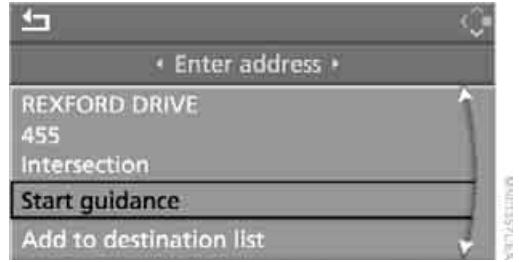 Enter address
REXFORD DRIVE
455
Intersection
Start guidance
Add to destination list